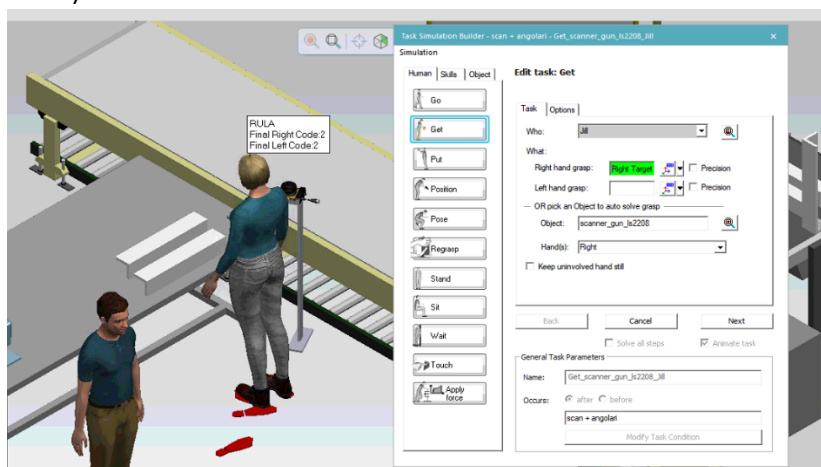 RULA
Final Right Code:2
Final Left Code:2
Task Simulation Builder - scan + angolari - Get_scanner_gun_ls2208_Jill
Simulation
Human
Skills
Object
Go
Get
Put
Position
Pose
Regrasp
Stand
Sit
Wait
Touch
Apply
force
Edit task: Get
Task
Options
Who:
Jill
What:
Right hand grasp:
Right Target
Precision
Left hand grasp:
Precision
OR pick an Object to auto solve grasp
Object:
scanner_gun_ls2208
Hand(s):
Right
Keep uninvolved hand still
Back
Cancel
Next
Solve all steps
Animate task
General Task Parameters
Name:
Get_scanner_gun_ls2208_Jill
Occurs:
after
before
scan + angolari
Modify Task Condition